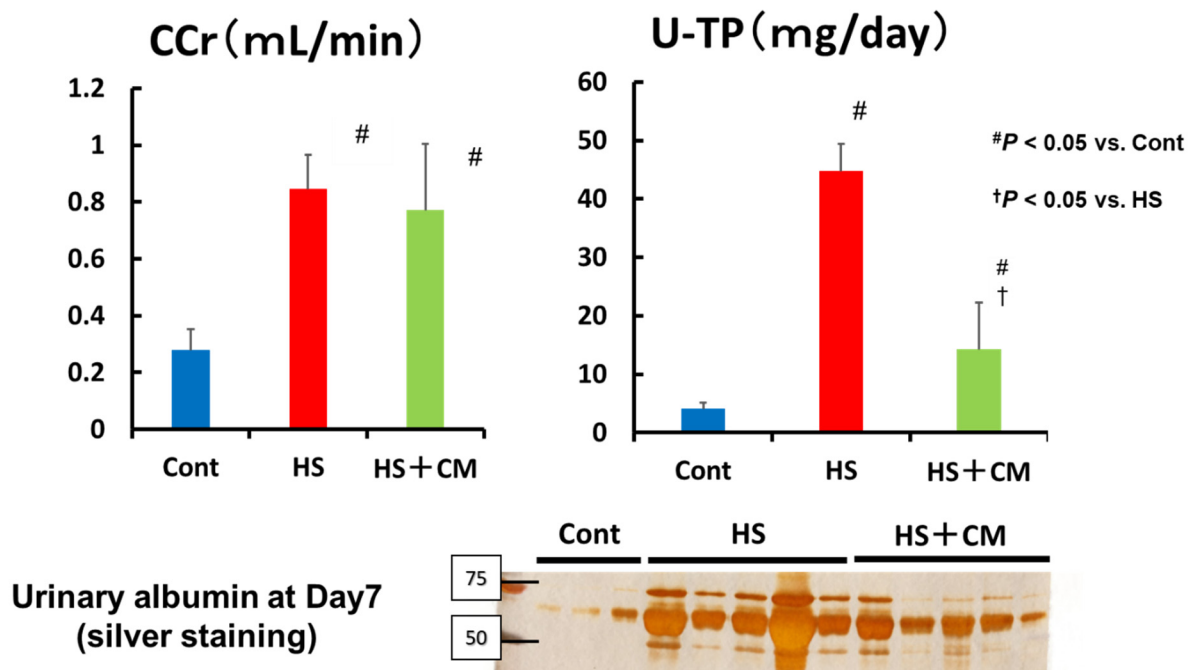 CCr（mL/min）
1.2
1
0.8
0.6
0.4
0.2
0
#
#
Cont HS HS＋CM
U-TP（mg/day）
60
50
40
30
20
10
0
#
#
†
Cont HS HS＋CM
#P < 0.05 vs. Cont
†P < 0.05 vs. HS
Cont HS HS＋CM
75
50
Urinary albumin at Day7
(silver staining)